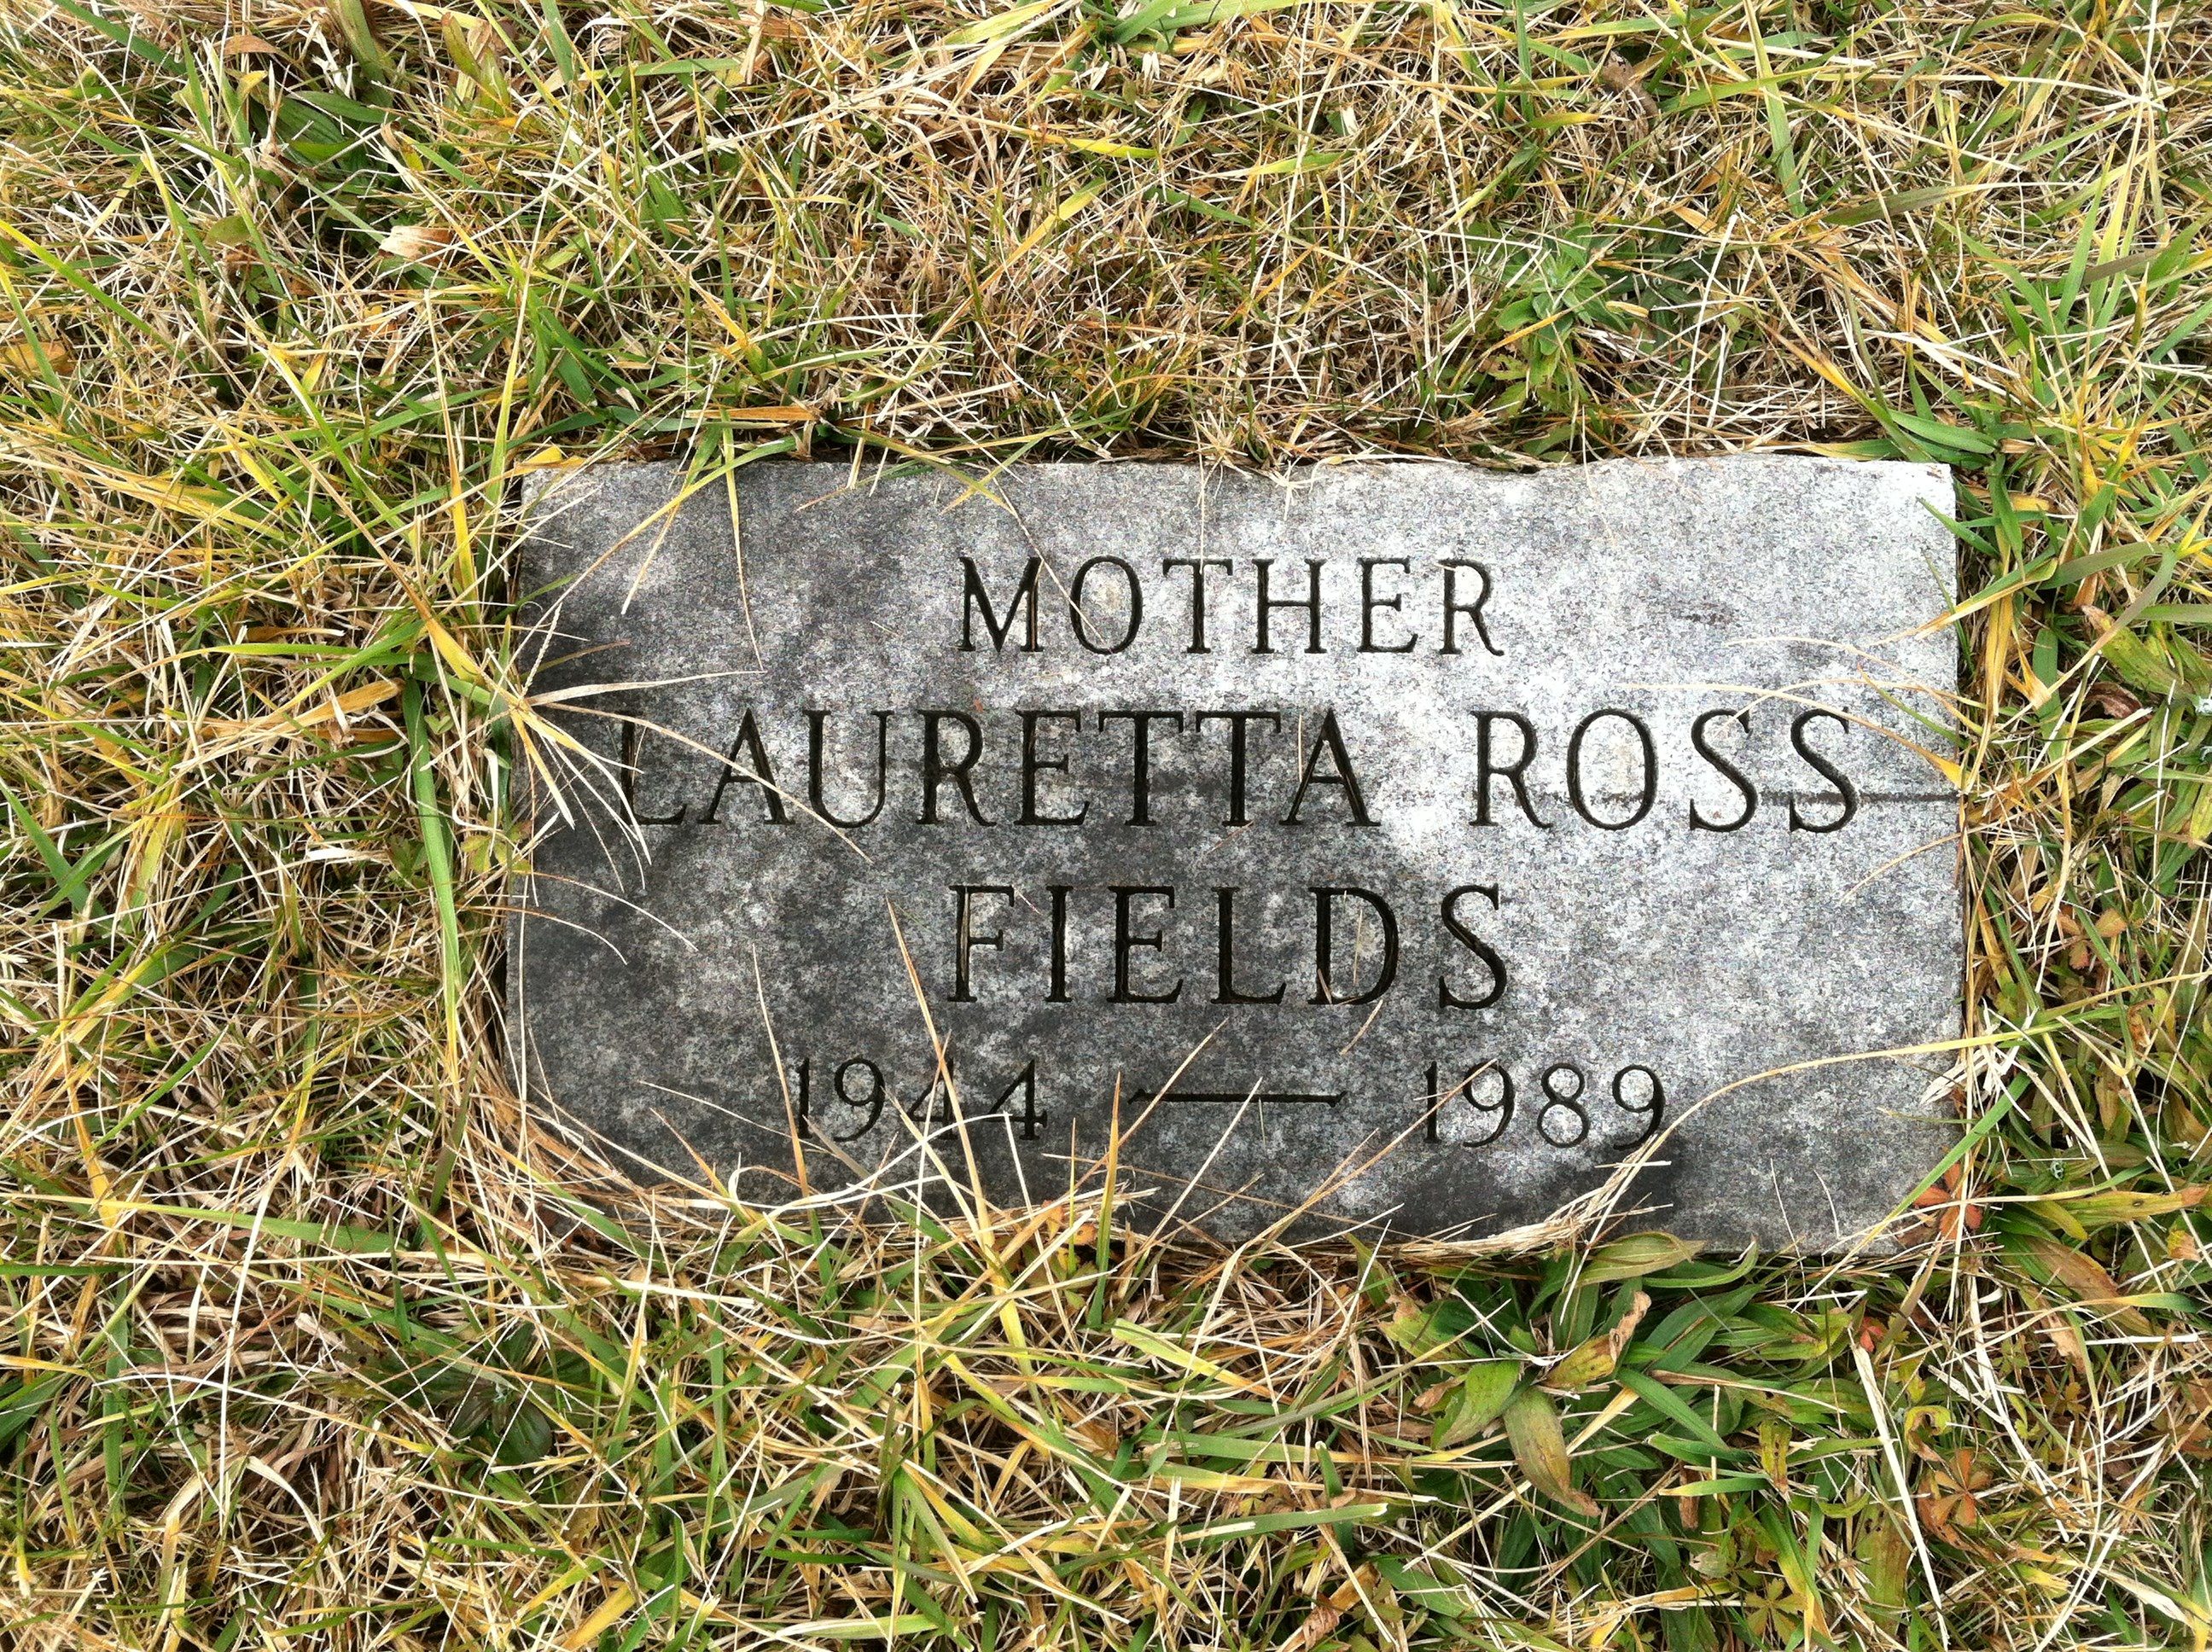 MOTHER
LAURETTA ROSS
FIELDS
1944 — 1989